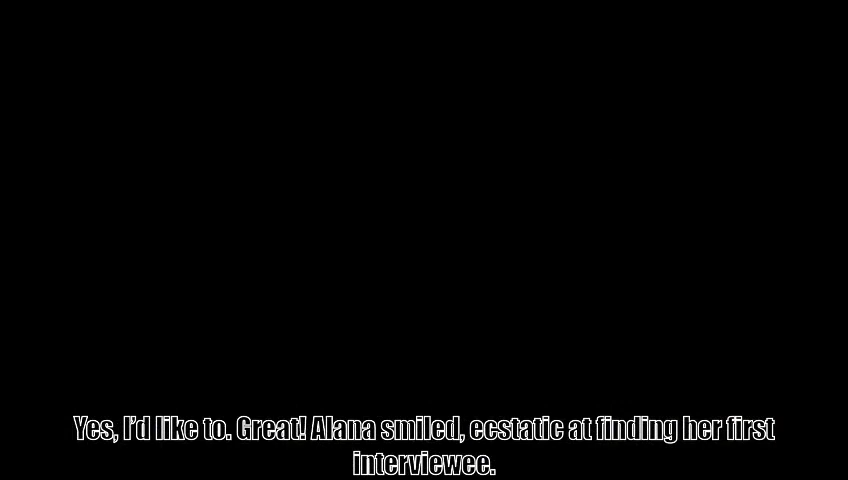 Yes, I'd like to. Great! Alana smiled, ecstatic at finding her first
interviewee.